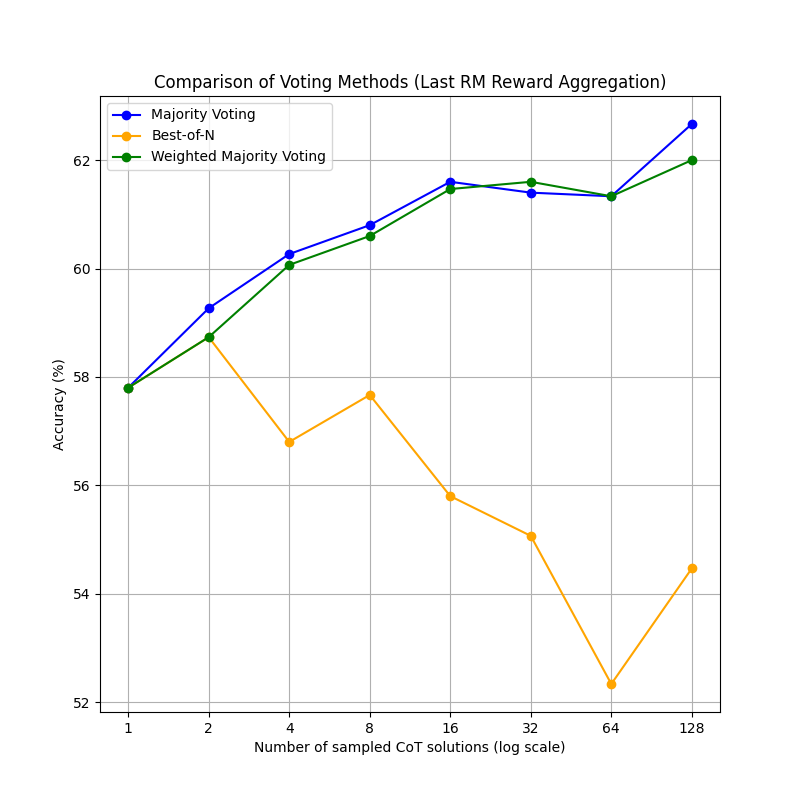 Comparison of Voting Methods (Last RM Reward Aggregation)
Majority Voting
Best-of-N
Weighted Majority Voting
62
60
58
56
54
52
Accuracy (%)
1 2 4 8 16 32 64 128
Number of sampled CoT solutions (log scale)